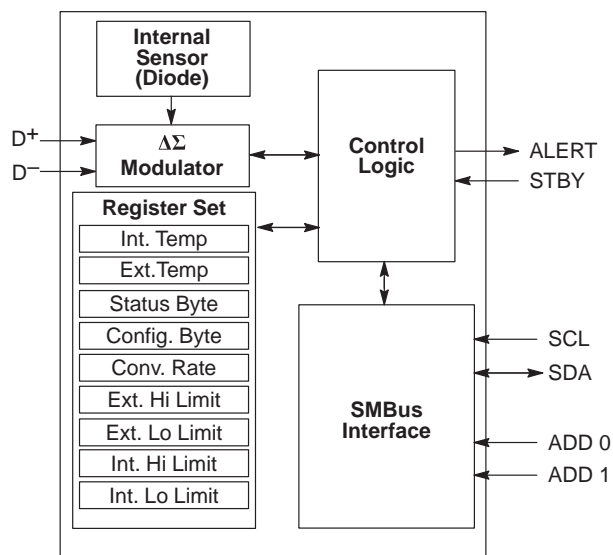 Internal
Sensor
(Diode)
D+
D−
ΔΣ
Modulator
Control
Logic
ALERT
STBY
Register Set
Int. Temp
Ext.Temp
Status Byte
Config. Byte
Conv. Rate
Ext. Hi Limit
Ext. Lo Limit
Int. Hi Limit
Int. Lo Limit
SMBus
Interface
SCL
SDA
ADD 0
ADD 1